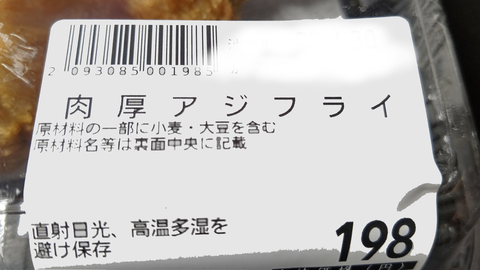 2 093085 001985
肉厚アジフライ
原材料の一部に小麦・大豆を含む
原材料名等は裏面中央に記載
直射日光、高温多湿を
避け保存
198